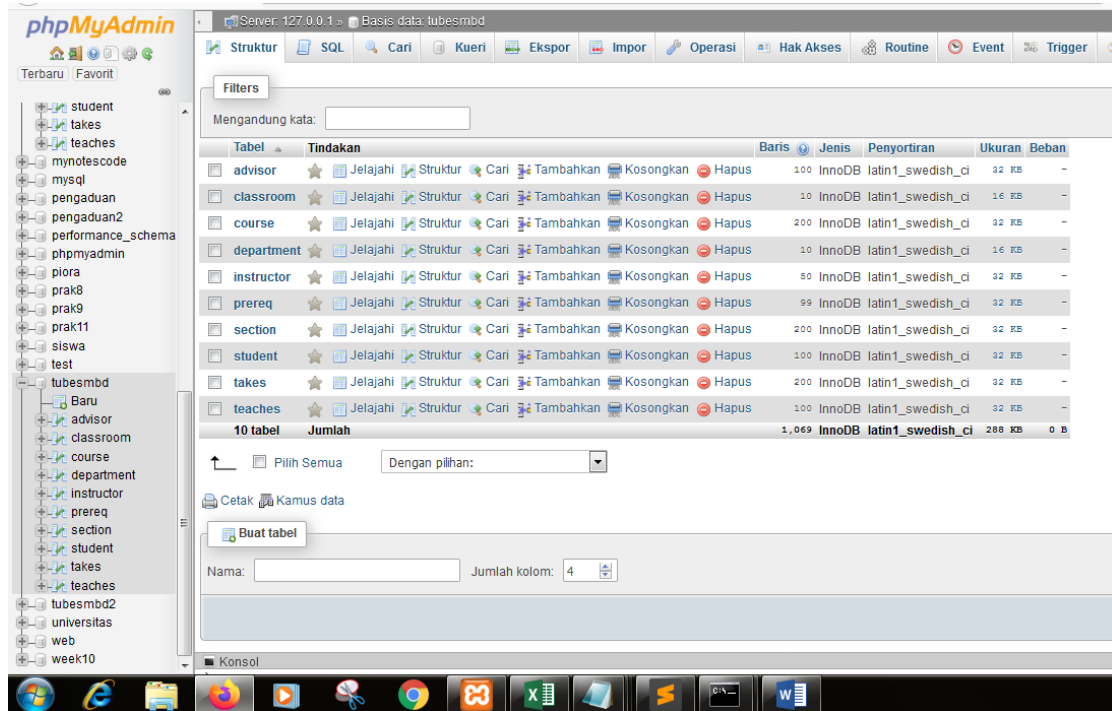 phpMyAdmin
Terbaru Favorit
student
takes
teaches
mynotescode
mysql
pengaduan
pengaduan2
performance_schema
phpmyadmin
piora
prak8
prak9
prak11
siswa
test
tubesmbd
Baru
advisor
classroom
course
department
instructor
prereq
section
student
takes
teaches
tubesmbd2
universitas
web
week10
Server: 127.0.0.1 » Basis data: tubesmbd
Struktur SQL Cari Kueri Ekspor Impor Operasi Hak Akses Routine Event Trigger
Filters
Mengandung kata:
Tabel Tindakan Baris Jenis Penyortiran Ukuran Beban
advisor Jelajahi Struktur Cari Tambahkan Kosongkan Hapus 100 InnoDB latin1_swedish_ci 32 KB -
classroom Jelajahi Struktur Cari Tambahkan Kosongkan Hapus 10 InnoDB latin1_swedish_ci 16 KB -
course Jelajahi Struktur Cari Tambahkan Kosongkan Hapus 200 InnoDB latin1_swedish_ci 32 KB -
department Jelajahi Struktur Cari Tambahkan Kosongkan Hapus 10 InnoDB latin1_swedish_ci 16 KB -
instructor Jelajahi Struktur Cari Tambahkan Kosongkan Hapus 50 InnoDB latin1_swedish_ci 32 KB -
prereq Jelajahi Struktur Cari Tambahkan Kosongkan Hapus 99 InnoDB latin1_swedish_ci 32 KB -
section Jelajahi Struktur Cari Tambahkan Kosongkan Hapus 200 InnoDB latin1_swedish_ci 32 KB -
student Jelajahi Struktur Cari Tambahkan Kosongkan Hapus 100 InnoDB latin1_swedish_ci 32 KB -
takes Jelajahi Struktur Cari Tambahkan Kosongkan Hapus 200 InnoDB latin1_swedish_ci 32 KB -
teaches Jelajahi Struktur Cari Tambahkan Kosongkan Hapus 100 InnoDB latin1_swedish_ci 32 KB -
10 tabel Jumlah 1,069 InnoDB latin1_swedish_ci 288 KB 0 B
Pilih Semua Dengan pilihan:
Cetak Kamus data
Buat tabel
Nama: Jumlah kolom: 4
Konsol